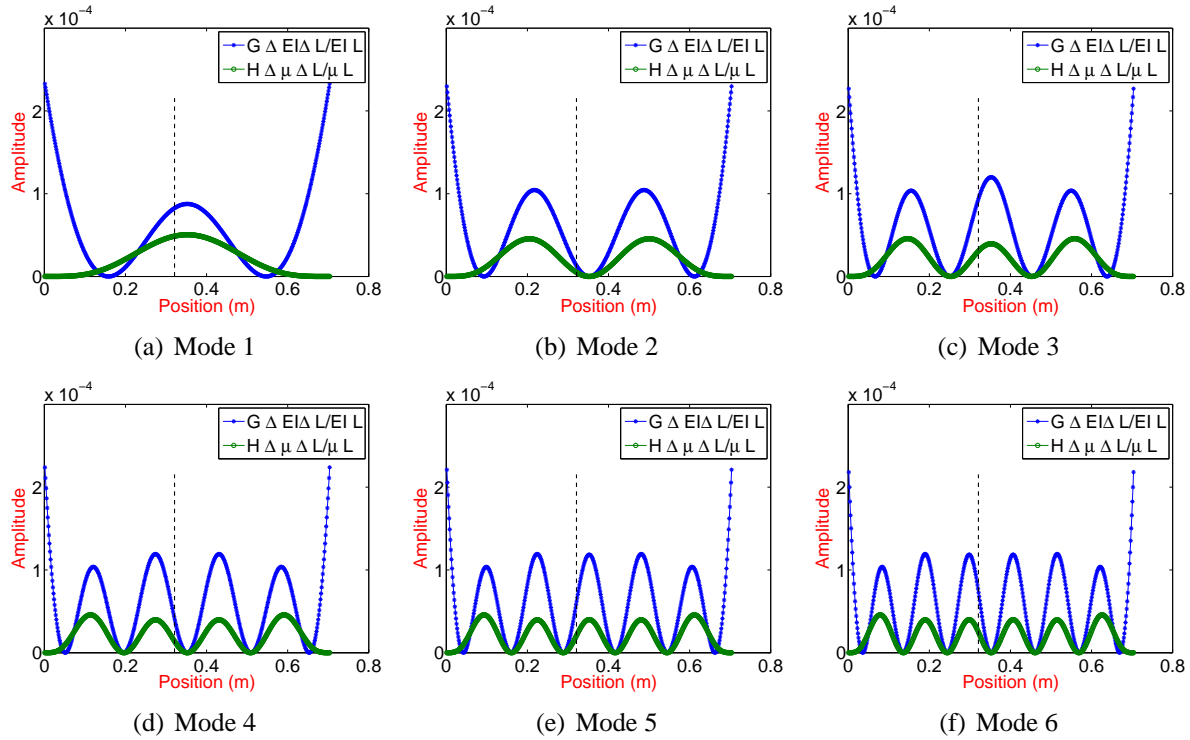 x 10−4
G Δ EIΔ L/EI L
H Δ μ Δ L/μ L
Amplitude
2
1
0
0 0.2 0.4 0.6 0.8
Position (m)
(a) Mode 1
x 10−4
G Δ EIΔ L/EI L
H Δ μ Δ L/μ L
Amplitude
2
1
0
0 0.2 0.4 0.6 0.8
Position (m)
(b) Mode 2
x 10−4
G Δ EIΔ L/EI L
H Δ μ Δ L/μ L
Amplitude
2
1
0
0 0.2 0.4 0.6 0.8
Position (m)
(c) Mode 3
x 10−4
G Δ EIΔ L/EI L
H Δ μ Δ L/μ L
Amplitude
2
1
0
0 0.2 0.4 0.6 0.8
Position (m)
(d) Mode 4
x 10−4
G Δ EIΔ L/EI L
H Δ μ Δ L/μ L
Amplitude
2
1
0
0 0.2 0.4 0.6 0.8
Position (m)
(e) Mode 5
x 10−4
G Δ EIΔ L/EI L
H Δ μ Δ L/μ L
Amplitude
2
1
0
0 0.2 0.4 0.6 0.8
Position (m)
(f) Mode 6